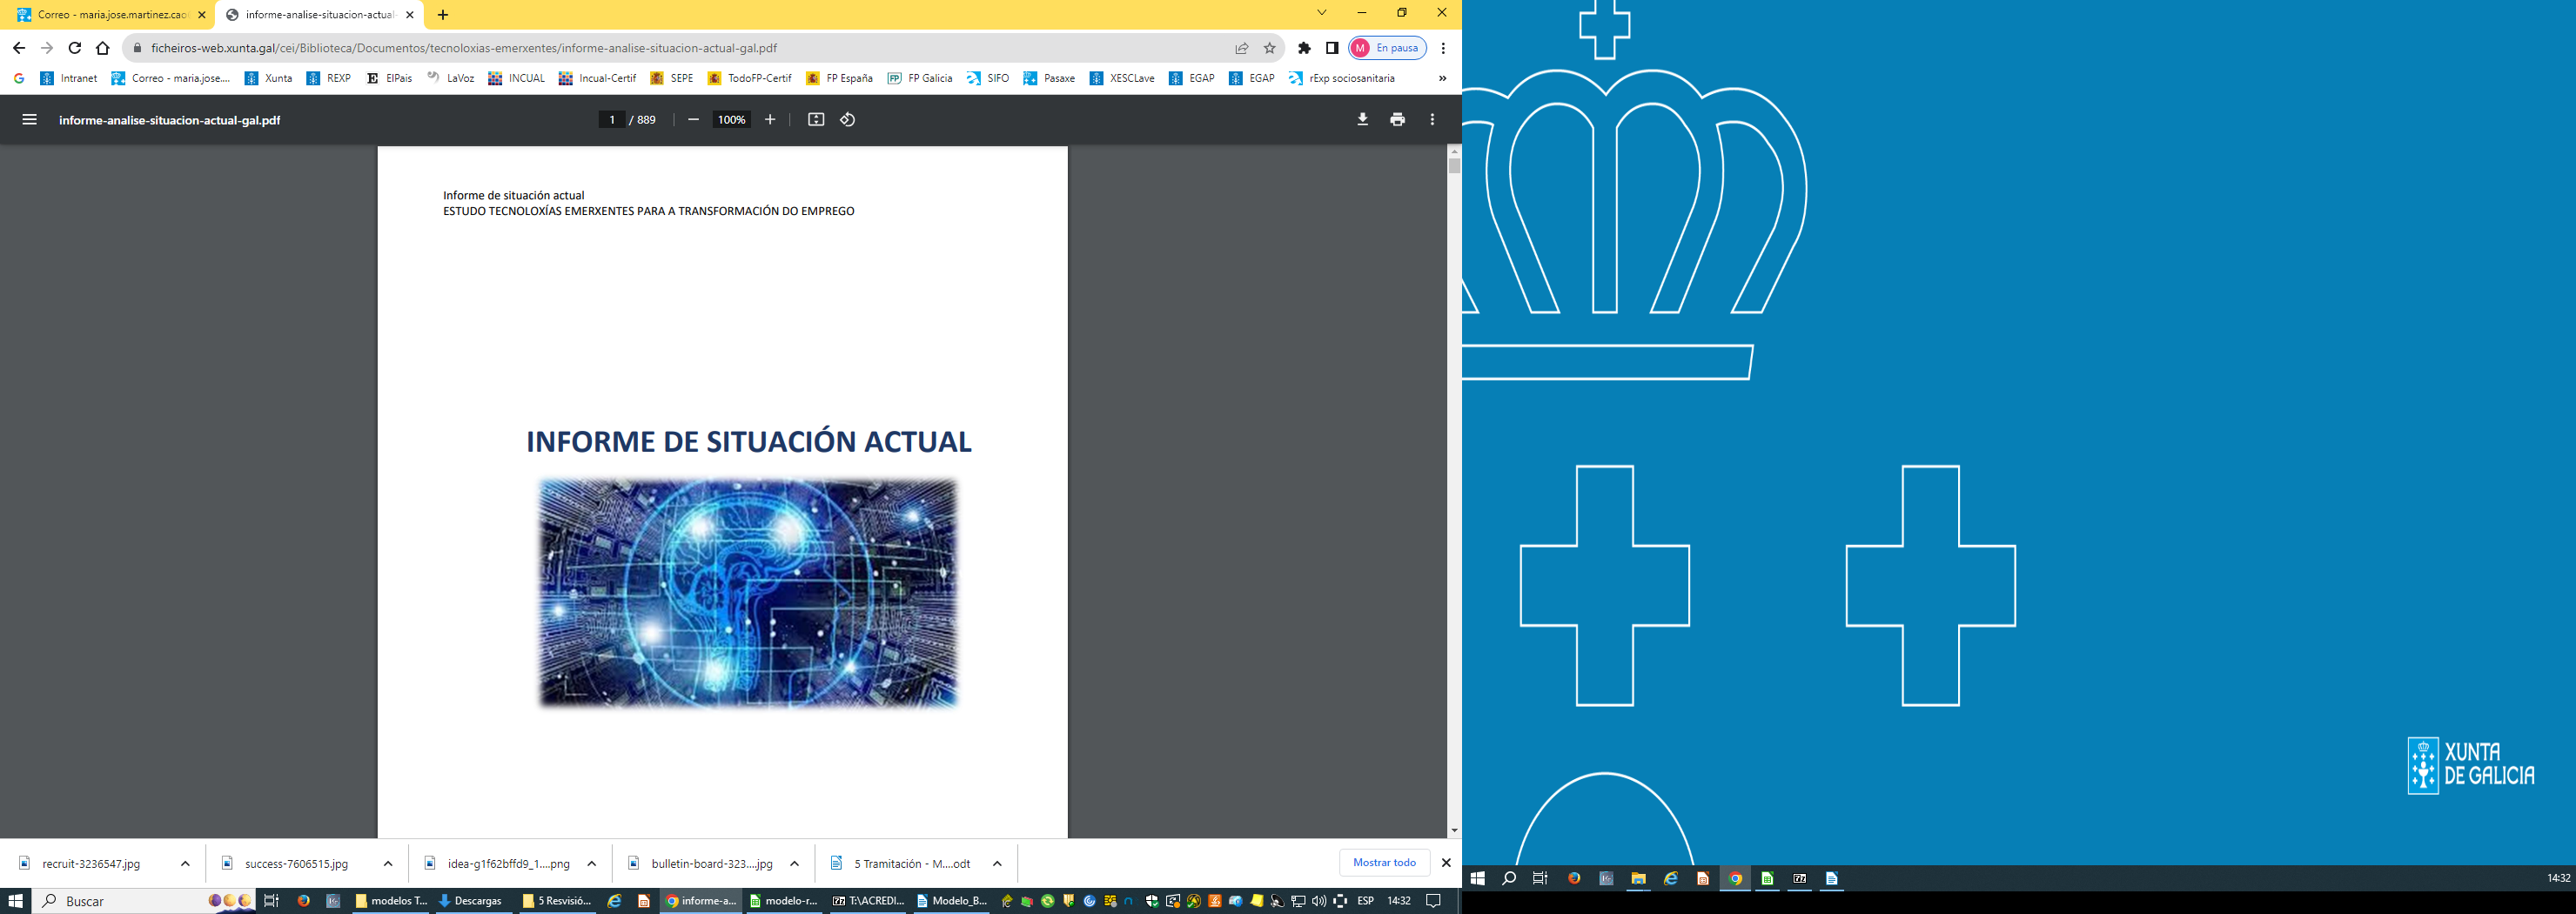 Correo - maria.jose.martinez.cao
informe-analise-situacion-actual-
ficheiros-web.xunta.gal/cei/Biblioteca/Documentos/tecnoloxias-emerxentes/informe-analise-situacion-actual-gal.pdf
M En pausa
G Intranet Correo - maria.jose.... Xunta REXP E ElPais LaVoz INCUAL Incual-Certif SEPE TodoFP-Certif FP España FP FP Galicia SIFO Pasaxe XESCLave EGAP EGAP rExp sociosanitaria »
informe-analise-situacion-actual-gal.pdf
1 / 889 — 100% +
Informe de situación actual
ESTUDO TECNOLOXÍAS EMERXENTES PARA A TRANSFORMACIÓN DO EMPREGO
INFORME DE SITUACIÓN ACTUAL
XUNTA
DE GALICIA
recruit-3236547.jpg
success-7606515.jpg
idea-g1f62bffd9_1....png
bulletin-board-323....jpg
5 Tramitación - M....odt
Mostrar todo
14:32
Buscar
modelos T...
Descargas
5 Resvisió...
informe-a...
modelo-r...
T:\ACREDI...
Modelo_B...
ESP
14:32